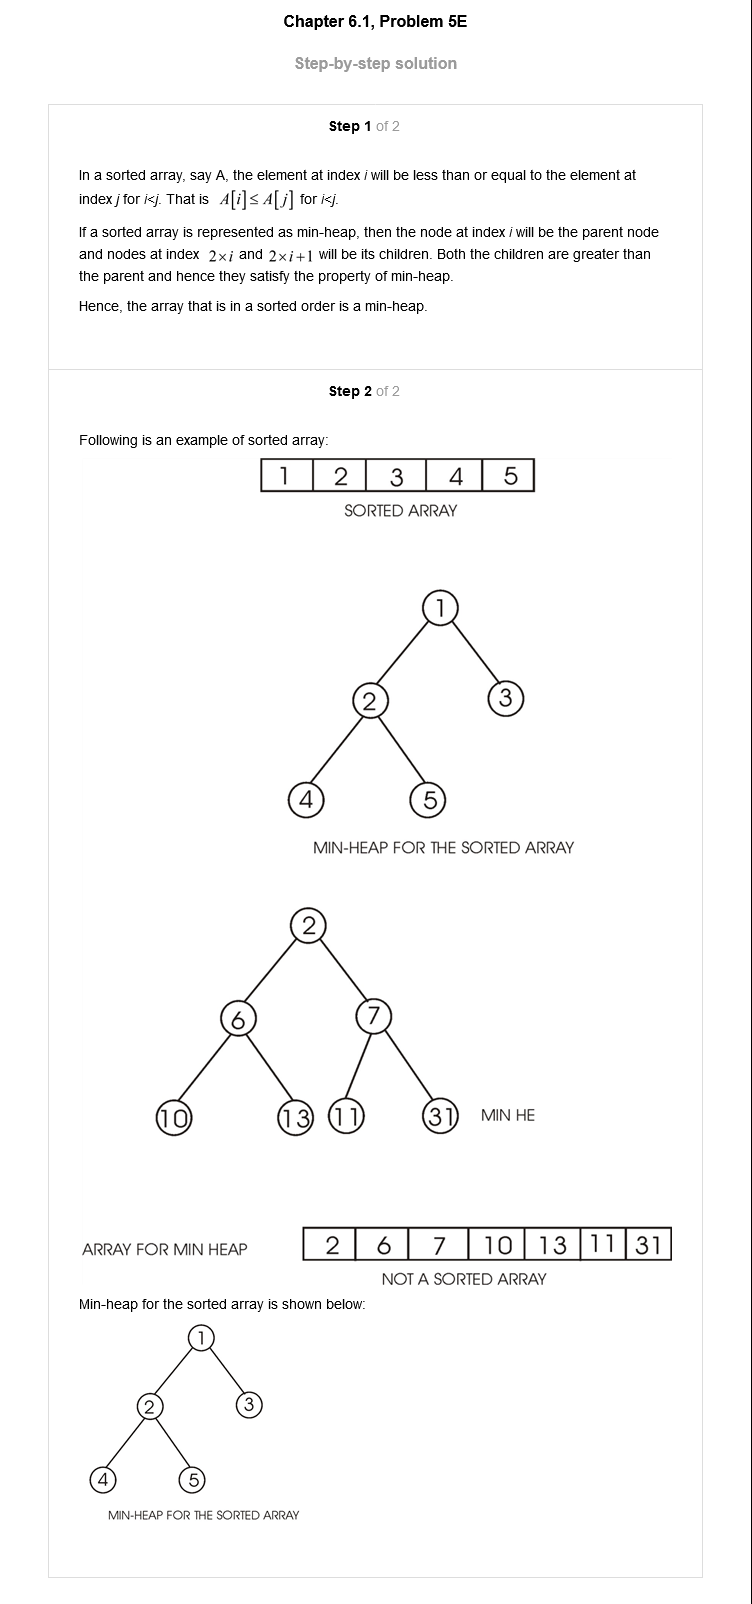 Chapter 6.1, Problem 5E
Step-by-step solution
Step 1 of 2
In a sorted array, say A, the element at index i will be less than or equal to the element at
index j for i<j. That is A[i] ≤ A[j] for i<j.
If a sorted array is represented as min-heap, then the node at index i will be the parent node
and nodes at index 2×i and 2×i+1 will be its children. Both the children are greater than
the parent and hence they satisfy the property of min-heap.
Hence, the array that is in a sorted order is a min-heap.
Step 2 of 2
Following is an example of sorted array:
1 2 3 4 5
SORTED ARRAY
1
2 3
4 5
MIN-HEAP FOR THE SORTED ARRAY
2
6 7
10 13 11 31 MIN HE
ARRAY FOR MIN HEAP 2 6 7 10 13 11 31
NOT A SORTED ARRAY
Min-heap for the sorted array is shown below:
1
2 3
4 5
MIN-HEAP FOR THE SORTED ARRAY